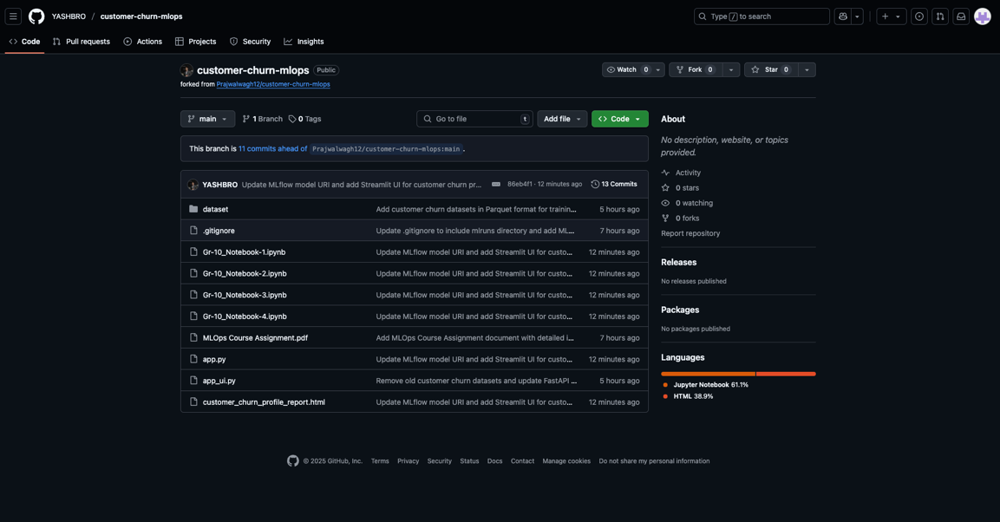 YASHBRO / customer-churn-mlops
Type / to search
Code Pull requests Actions Projects Security Insights
customer-churn-mlops Public
Watch 0 Fork 0 Star 0
forked from Prajwalwagh12/customer-churn-mlops
main 1 Branch 0 Tags
Go to file t Add file Code
This branch is 11 commits ahead of Prajwalwagh12/customer-churn-mlops:main .
YASHBRO Update MLflow model URI and add Streamlit UI for customer churn pr... 86eb4f1 · 12 minutes ago 13 Commits
dataset Add customer churn datasets in Parquet format for trainin... 5 hours ago
.gitignore Update .gitignore to include mlruns directory and add ML... 7 hours ago
Gr-10_Notebook-1.ipynb Update MLflow model URI and add Streamlit UI for custo... 12 minutes ago
Gr-10_Notebook-2.ipynb Update MLflow model URI and add Streamlit UI for custo... 12 minutes ago
Gr-10_Notebook-3.ipynb Update MLflow model URI and add Streamlit UI for custo... 12 minutes ago
Gr-10_Notebook-4.ipynb Update MLflow model URI and add Streamlit UI for custo... 12 minutes ago
MLOps Course Assignment.pdf Add MLOps Course Assignment document with detailed i... 7 hours ago
app.py Update MLflow model URI and add Streamlit UI for custo... 12 minutes ago
app_ui.py Remove old customer churn datasets and update FastAPI ... 5 hours ago
customer_churn_profile_report.html Update MLflow model URI and add Streamlit UI for custo... 12 minutes ago
About
No description, website, or topics
provided.
Activity
0 stars
0 watching
0 forks
Report repository
Releases
No releases published
Packages
No packages published
Languages
Jupyter Notebook 61.1%
HTML 38.9%
© 2025 GitHub, Inc. Terms Privacy Security Status Docs Contact Manage cookies Do not share my personal information